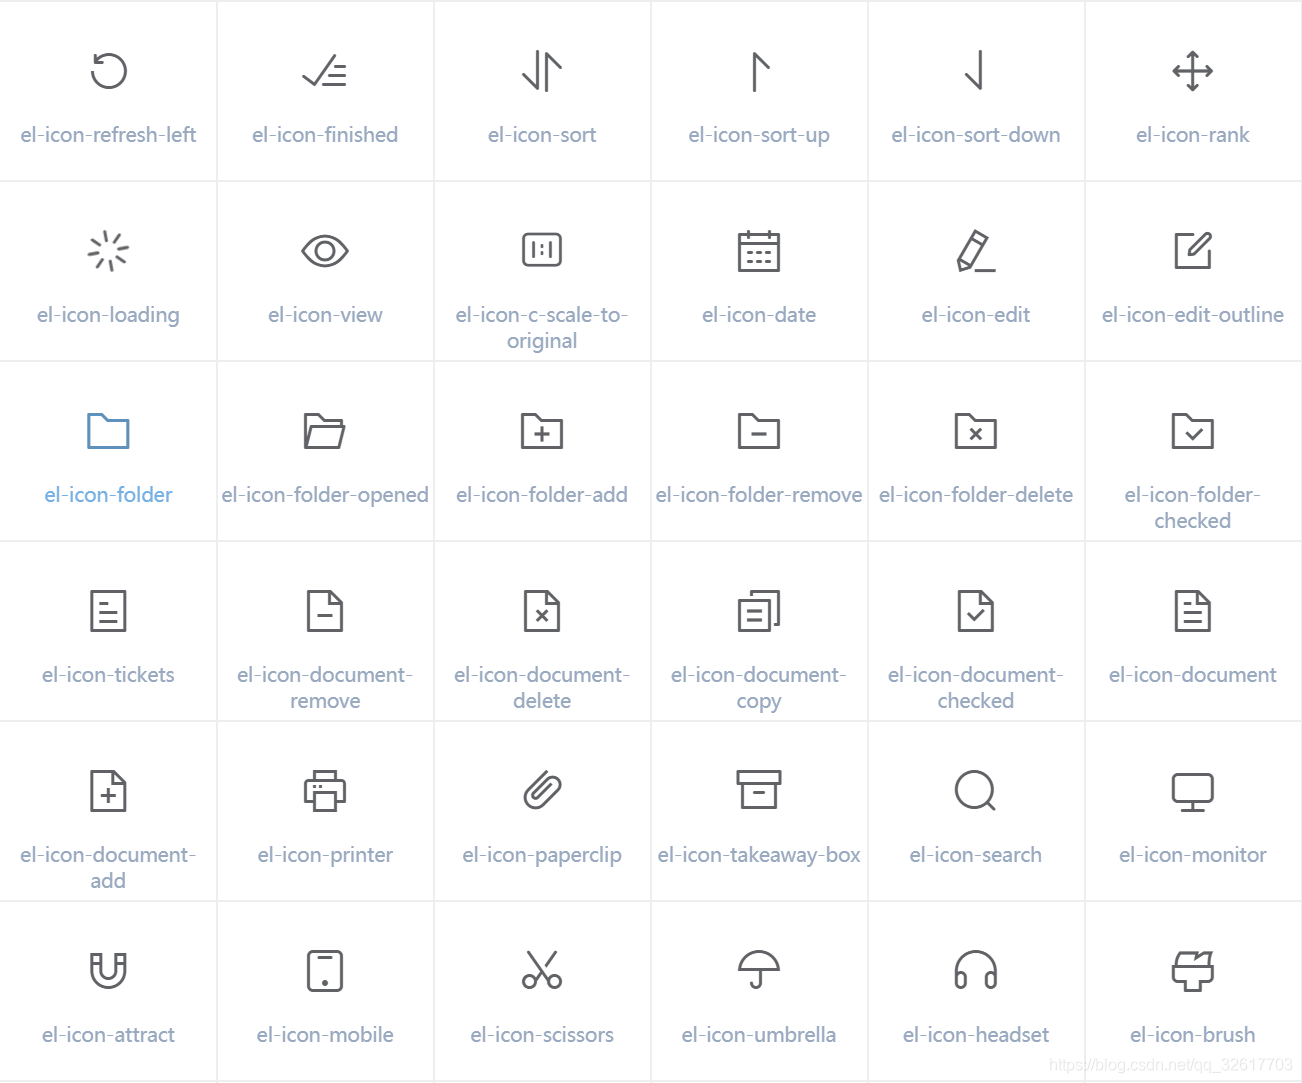 el-icon-refresh-left
el-icon-finished
el-icon-sort
el-icon-sort-up
el-icon-sort-down
el-icon-rank
el-icon-loading
el-icon-view
el-icon-c-scale-to-
original
el-icon-date
el-icon-edit
el-icon-edit-outline
el-icon-folder
el-icon-folder-opened
el-icon-folder-add
el-icon-folder-remove
el-icon-folder-delete
el-icon-folder-
checked
el-icon-tickets
el-icon-document-
remove
el-icon-document-
delete
el-icon-document-
copy
el-icon-document-
checked
el-icon-document
el-icon-document-
add
el-icon-printer
el-icon-paperclip
el-icon-takeaway-box
el-icon-search
el-icon-monitor
el-icon-attract
el-icon-mobile
el-icon-scissors
el-icon-umbrella
el-icon-headset
el-icon-brush
https://blog.csdn.net/qq_32617703